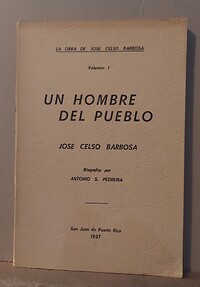 LA OBRA DE JOSE CELSO BARBOSA
Volumen I
UN HOMBRE
DEL PUEBLO
JOSE CELSO BARBOSA
Biografía por
ANTONIO S. PEDREIRA
San Juan de Puerto Rico
1937